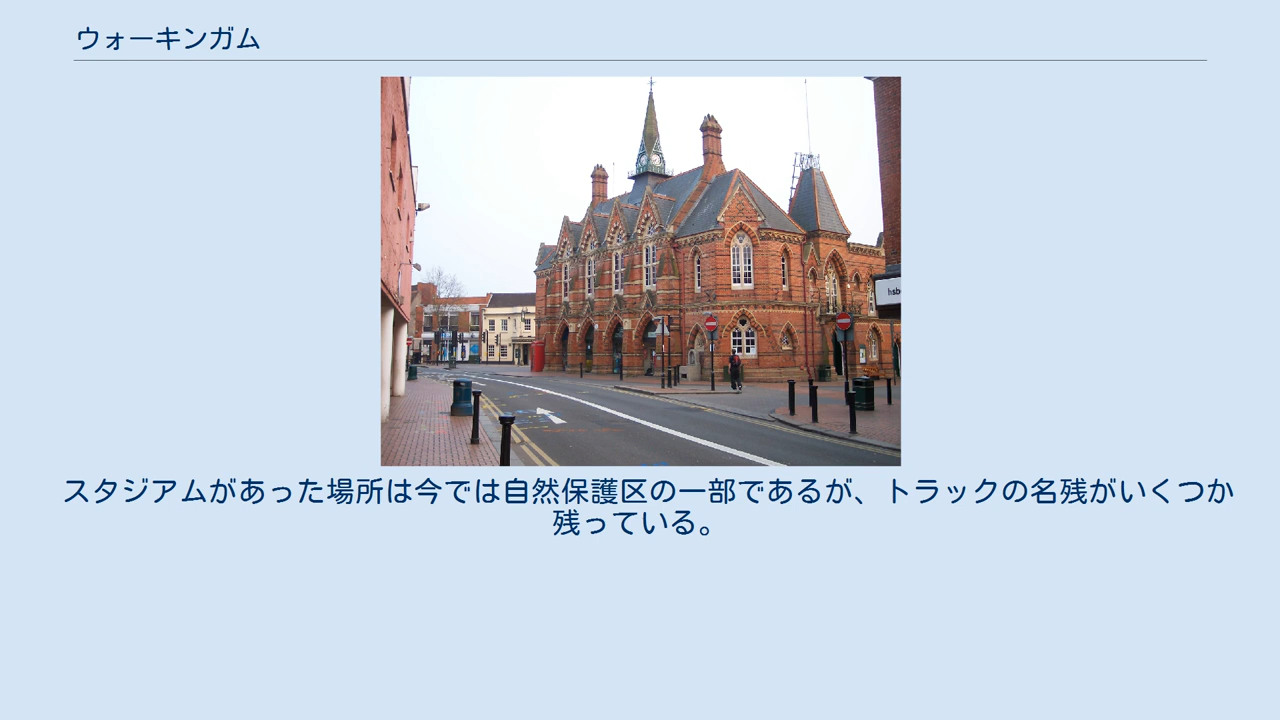 ウォーキンガム
hsb
スタジアムがあった場所は今では自然保護区の一部であるが、トラックの名残がいくつか
残っている。